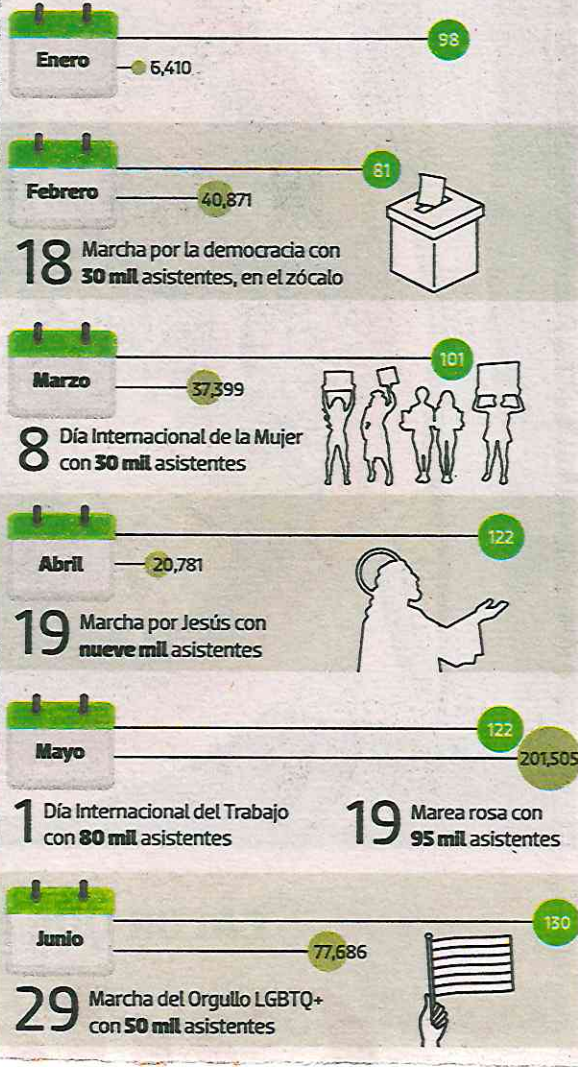 98
Enero
6,410
81
Febrero
40,871
18 Marcha por la democracia con
30 mil asistentes, en el zócalo
101
Marzo
37,399
8 Día Internacional de la Mujer
con 30 mil asistentes
122
Abril
20,781
19 Marcha por Jesús con
nueve mil asistentes
122
Mayo
201,505
1 Día Internacional del Trabajo
con 80 mil asistentes
19 Marea rosa con
95 mil asistentes
130
Junio
77,686
29 Marcha del Orgullo LGBTQ+
con 50 mil asistentes